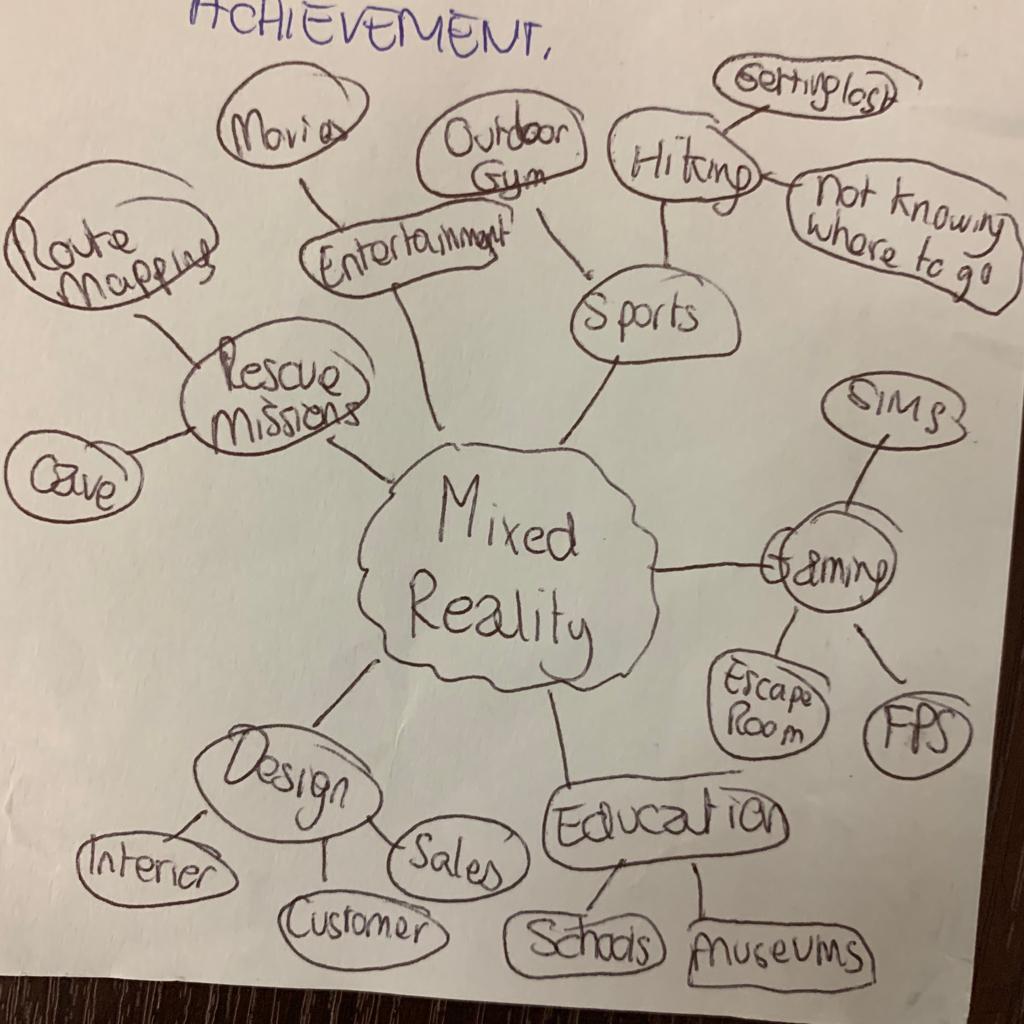 ACHIEVEMENT.
Movies
Outdoor
Gym
Getting lost
Hiking
Not knowing
where to go
Route
Mapping
Entertainment
Sports
Rescue
Missions
Cave
SIMS
Mixed
Reality
Gaming
Escape
Room
FPS
Design
Education
Interier
Sales
Customer
Schools
Museums